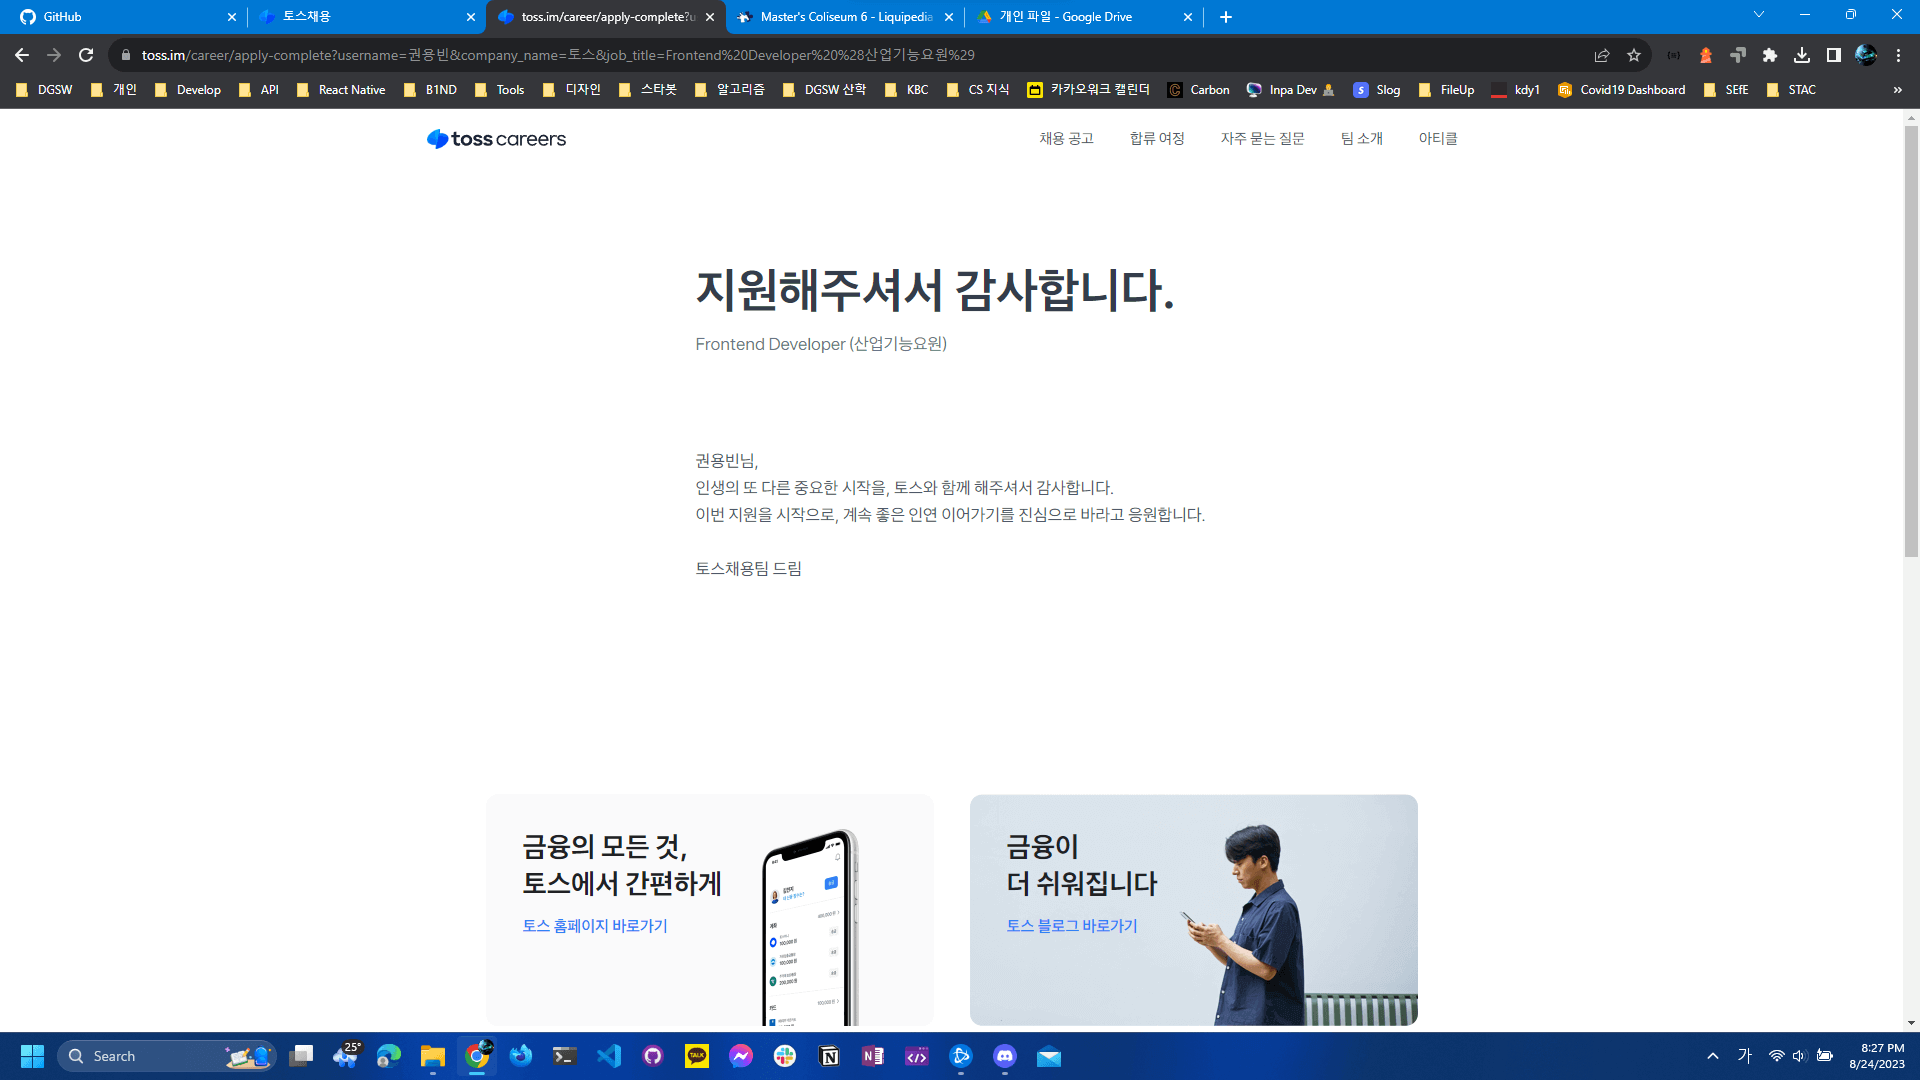 GitHub
토스채용
toss.im/career/apply-complete?u
Master's Coliseum 6 - Liquipedia
개인 파일 - Google Drive
toss.im/career/apply-complete?username=권용빈&company_name=토스&job_title=Frontend%20Developer%20%28산업기능요원%29
DGSW
개인
Develop
API
React Native
B1ND
Tools
디자인
스타봇
알고리즘
DGSW 산학
KBC
CS 지식
카카오워크 캘린더
Carbon
Inpa Dev
Slog
FileUp
kdy1
Covid19 Dashboard
SEfE
STAC
toss careers
채용 공고
합류 여정
자주 묻는 질문
팀 소개
아티클
지원해주셔서 감사합니다.
Frontend Developer (산업기능요원)
권용빈님,
인생의 또 다른 중요한 시작을, 토스와 함께 해주셔서 감사합니다.
이번 지원을 시작으로, 계속 좋은 인연 이어가기를 진심으로 바라고 응원합니다.
토스채용팀 드림
금융의 모든 것,
토스에서 간편하게
토스 홈페이지 바로가기
금융이
더 쉬워집니다
토스 블로그 바로가기
Search
25°
TALK
가
8:27 PM
8/24/2023